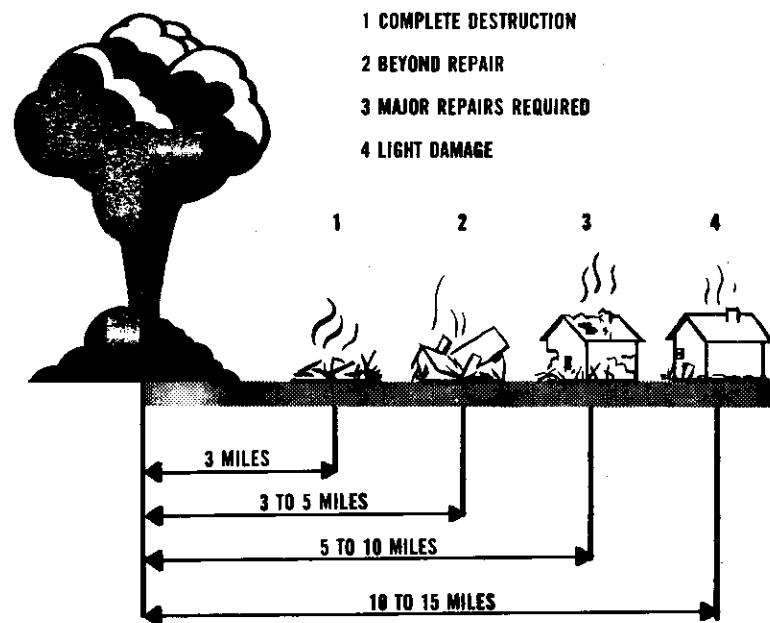 1 COMPLETE DESTRUCTION
2 BEYOND REPAIR
3 MAJOR REPAIRS REQUIRED
4 LIGHT DAMAGE
1 2 3 4
3 MILES
3 TO 5 MILES
5 TO 10 MILES
10 TO 15 MILES